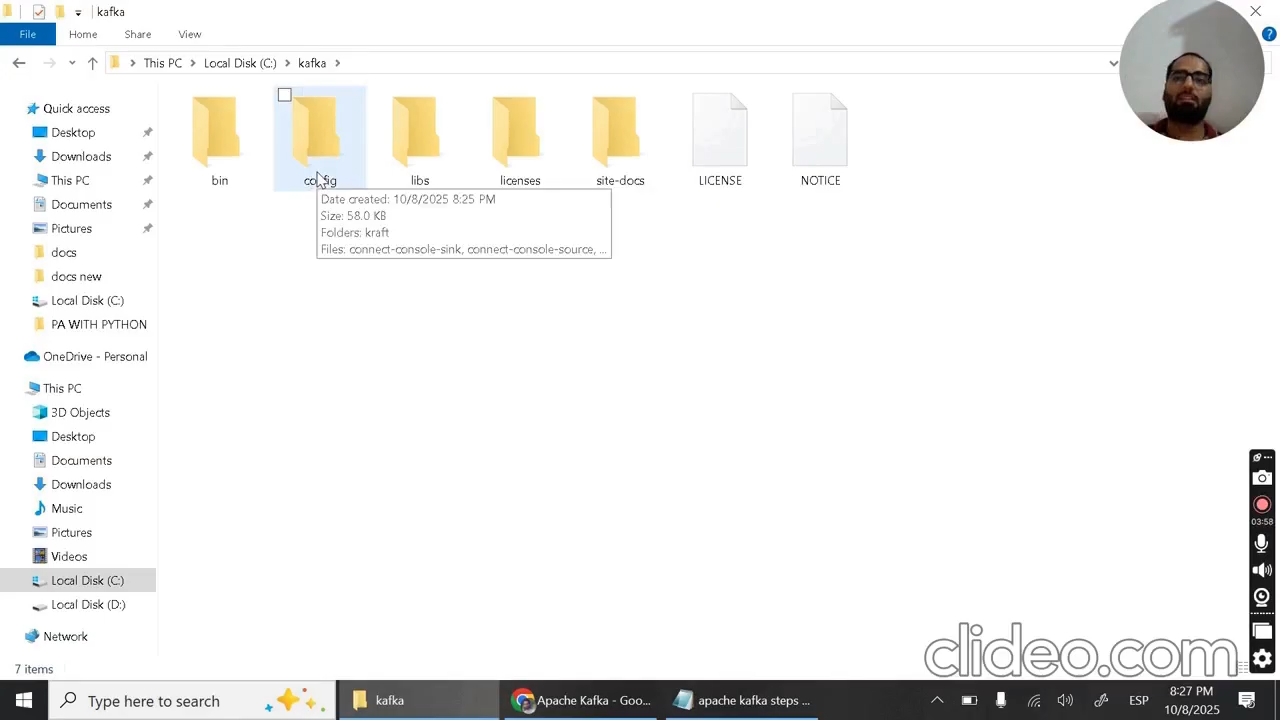 kafka
File Home Share View
This PC Local Disk (C:) kafka
Quick access
Desktop
Downloads
This PC
Documents
Pictures
docs
docs new
Local Disk (C:)
PA WITH PYTHON
OneDrive - Personal
This PC
3D Objects
Desktop
Documents
Downloads
Music
Pictures
Videos
Local Disk (C:)
Local Disk (D:)
Network
bin config libs licenses site-docs LICENSE NOTICE
Date created: 10/8/2025 8:25 PM
Size: 58.0 KB
Folders: kraft
Files: connect-console-sink, connect-console-source, ...
03:58
clideo.com
7 items
Type here to search
kafka
Apache Kafka - Goo...
apache kafka steps ...
ESP
8:27 PM
10/8/2025